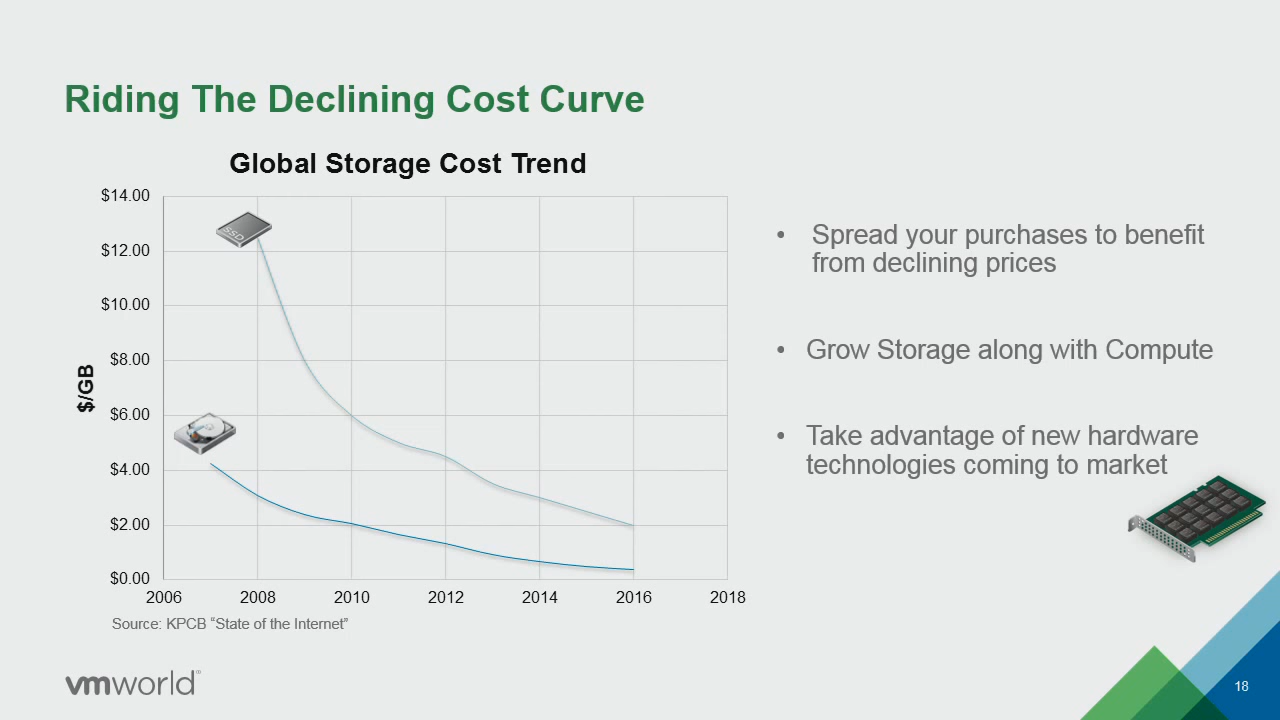 Riding The Declining Cost Curve
Global Storage Cost Trend
$14.00
$12.00
$10.00
$8.00
$6.00
$4.00
$2.00
$0.00
$/GB
SSD
2006 2008 2010 2012 2014 2016 2018
Source: KPCB “State of the Internet”
• Spread your purchases to benefit
from declining prices
• Grow Storage along with Compute
• Take advantage of new hardware
technologies coming to market
vmworld®
18